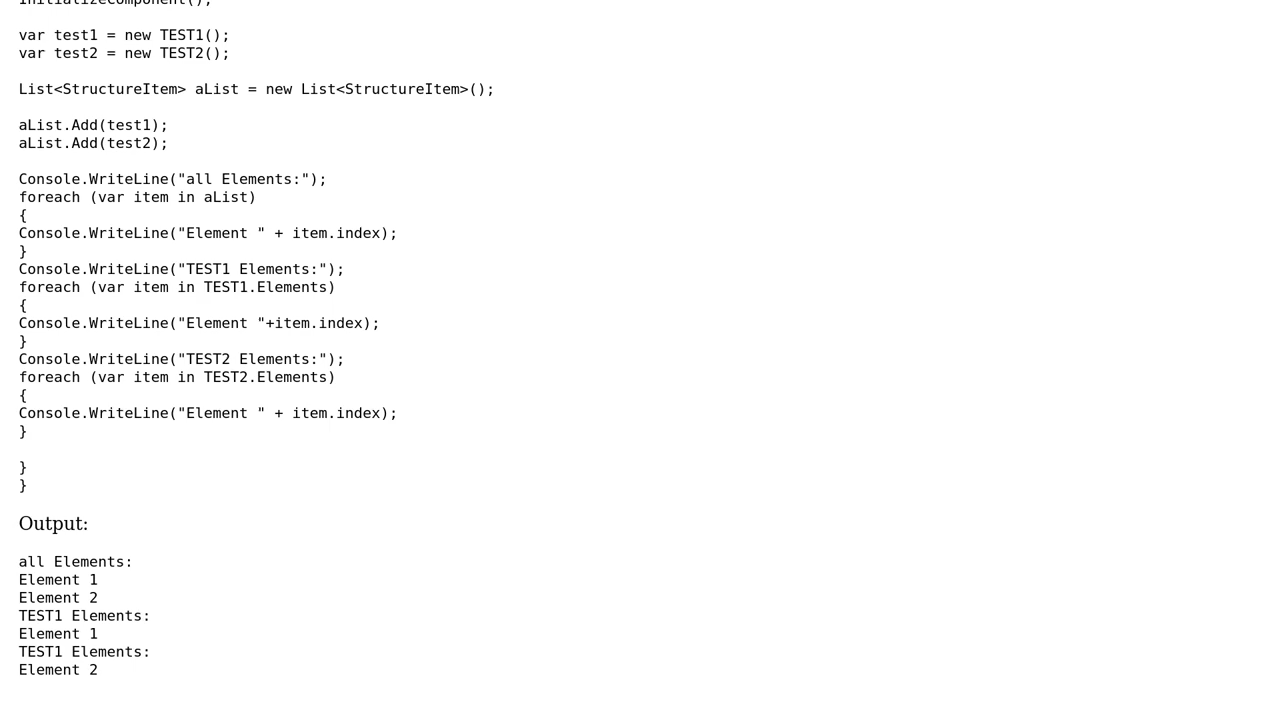 InitializeComponent();

var test1 = new TEST1();
var test2 = new TEST2();

List<StructureItem> aList = new List<StructureItem>();

aList.Add(test1);
aList.Add(test2);

Console.WriteLine("all Elements:");
foreach (var item in aList)
{
Console.WriteLine("Element " + item.index);
}
Console.WriteLine("TEST1 Elements:");
foreach (var item in TEST1.Elements)
{
Console.WriteLine("Element "+item.index);
}
Console.WriteLine("TEST2 Elements:");
foreach (var item in TEST2.Elements)
{
Console.WriteLine("Element " + item.index);
}

}
}

Output:

all Elements:
Element 1
Element 2
TEST1 Elements:
Element 1
TEST1 Elements:
Element 2